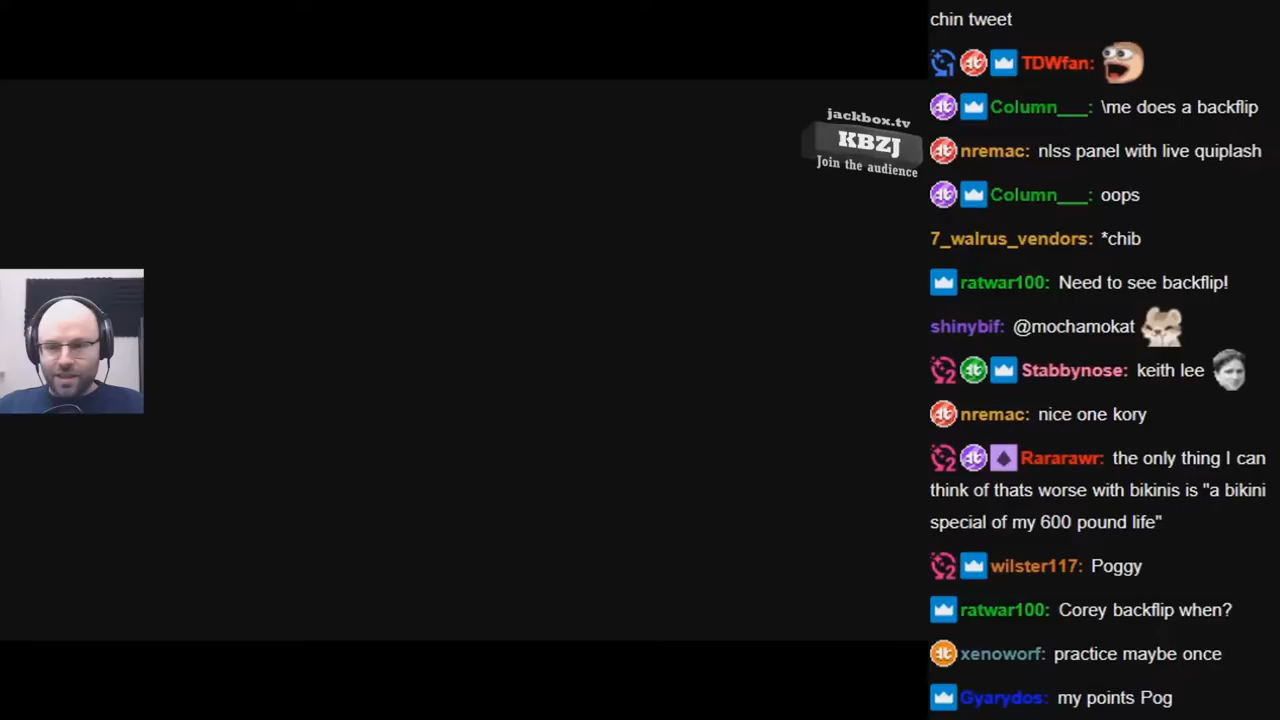 jackbox.tv
KBZJ
Join the audience
chin tweet
TDWfan:
Column___: \me does a backflip
nremac: nlss panel with live quiplash
Column___: oops
7_walrus_vendors: *chib
ratwar100: Need to see backflip!
shinybif: @mochamokat
Stabbynose: keith lee
nremac: nice one kory
Rararawr: the only thing I can
think of thats worse with bikinis is "a bikini
special of my 600 pound life"
wilster117: Poggy
ratwar100: Corey backflip when?
xenoworf: practice maybe once
Gyarydos: my points Pog